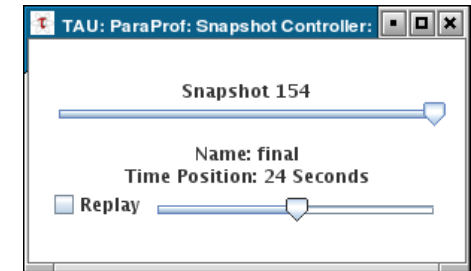 τ TAU: ParaProf: Snapshot Controller:
Snapshot 154
Name: final
Time Position: 24 Seconds
Replay